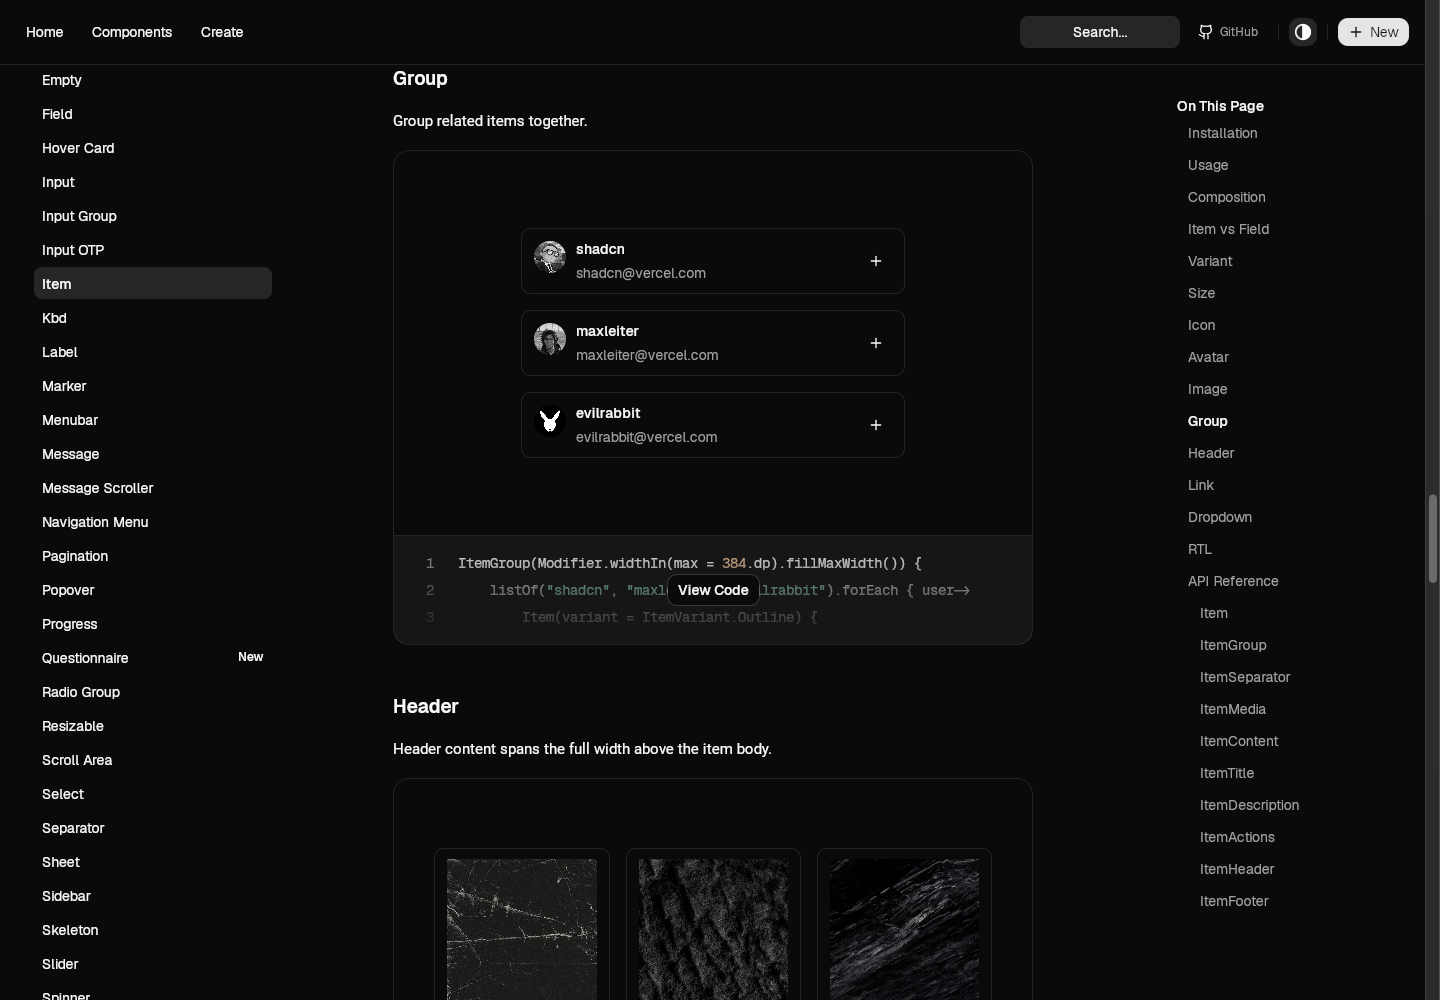 Home
Components
Create
Search...
GitHub
New
Empty
Field
Hover Card
Input
Input Group
Input OTP
Item
Kbd
Label
Marker
Menubar
Message
Message Scroller
Navigation Menu
Pagination
Popover
Progress
Questionnaire New
Radio Group
Resizable
Scroll Area
Select
Separator
Sheet
Sidebar
Skeleton
Slider
Spinner
Group
Group related items together.
shadcn
shadcn@vercel.com
maxleiter
maxleiter@vercel.com
evilrabbit
evilrabbit@vercel.com
1 ItemGroup(Modifier.widthIn(max = 384.dp).fillMaxWidth()) {
2 listOf("shadcn", "maxl
View Code
lrabbit").forEach { user->
3 Item(variant = ItemVariant.Outline) {
Header
Header content spans the full width above the item body.
On This Page
Installation
Usage
Composition
Item vs Field
Variant
Size
Icon
Avatar
Image
Group
Header
Link
Dropdown
RTL
API Reference
Item
ItemGroup
ItemSeparator
ItemMedia
ItemContent
ItemTitle
ItemDescription
ItemActions
ItemHeader
ItemFooter